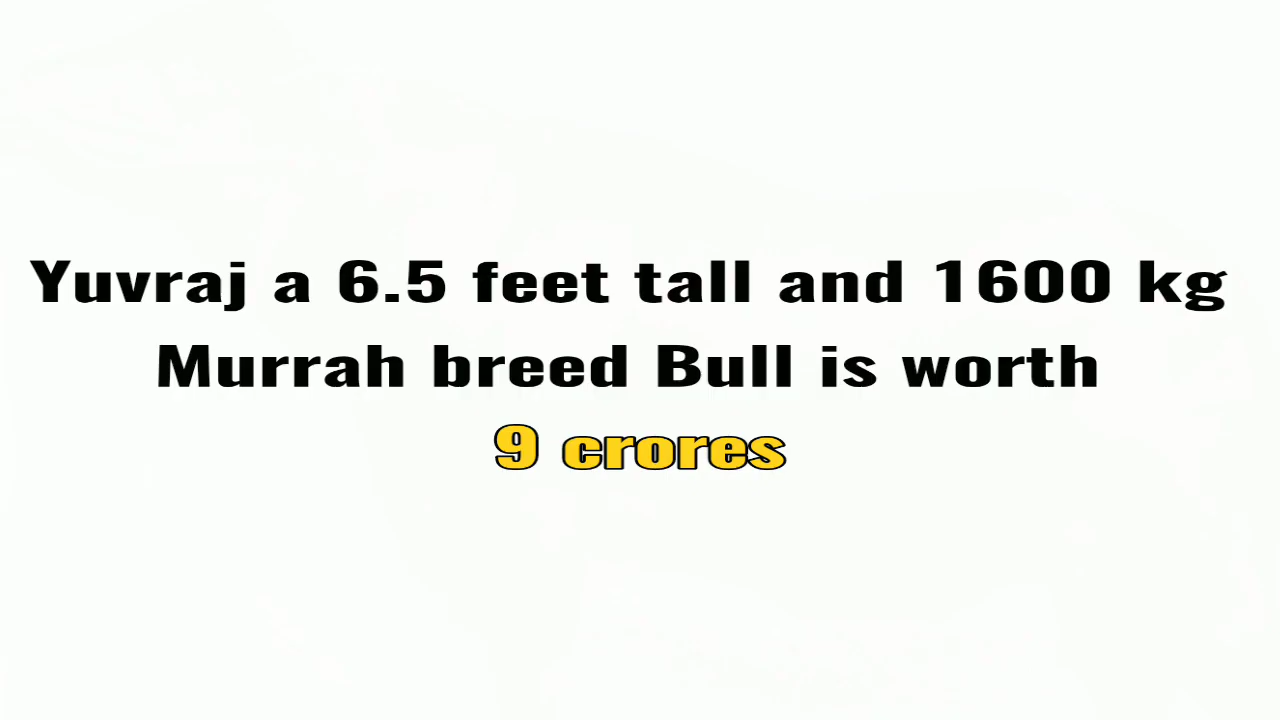 Yuvraj a 6.5 feet tall and 1600 kg
Murrah breed Bull is worth
9 crores